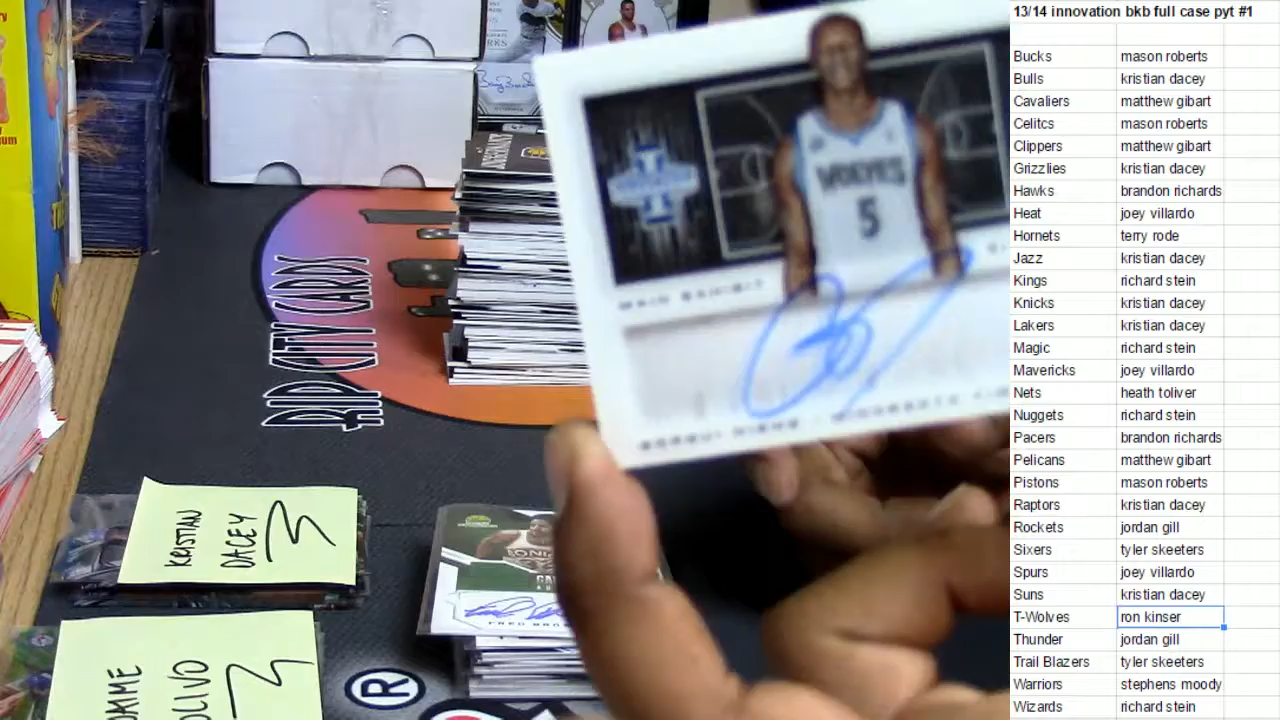 13/14 innovation bkb full case pyt #1
Bucks mason roberts
Bulls kristian dacey
Cavaliers matthew gibart
Celitcs mason roberts
Clippers matthew gibart
Grizzlies kristian dacey
Hawks brandon richards
Heat joey villardo
Hornets terry rode
Jazz kristian dacey
Kings richard stein
Knicks kristian dacey
Lakers kristian dacey
Magic richard stein
Mavericks joey villardo
Nets heath toliver
Nuggets richard stein
Pacers brandon richards
Pelicans matthew gibart
Pistons mason roberts
Raptors kristian dacey
Rockets jordan gill
Sixers tyler skeeters
Spurs joey villardo
Suns kristian dacey
T-Wolves ron kinser
Thunder jordan gill
Trail Blazers tyler skeeters
Warriors stephens moody
Wizards richard stein
WOLVES
5
MAIN EXHIBIT
RIP CITY CARDS
KRISTIAN
DACEY
3
OLIVO
3
®